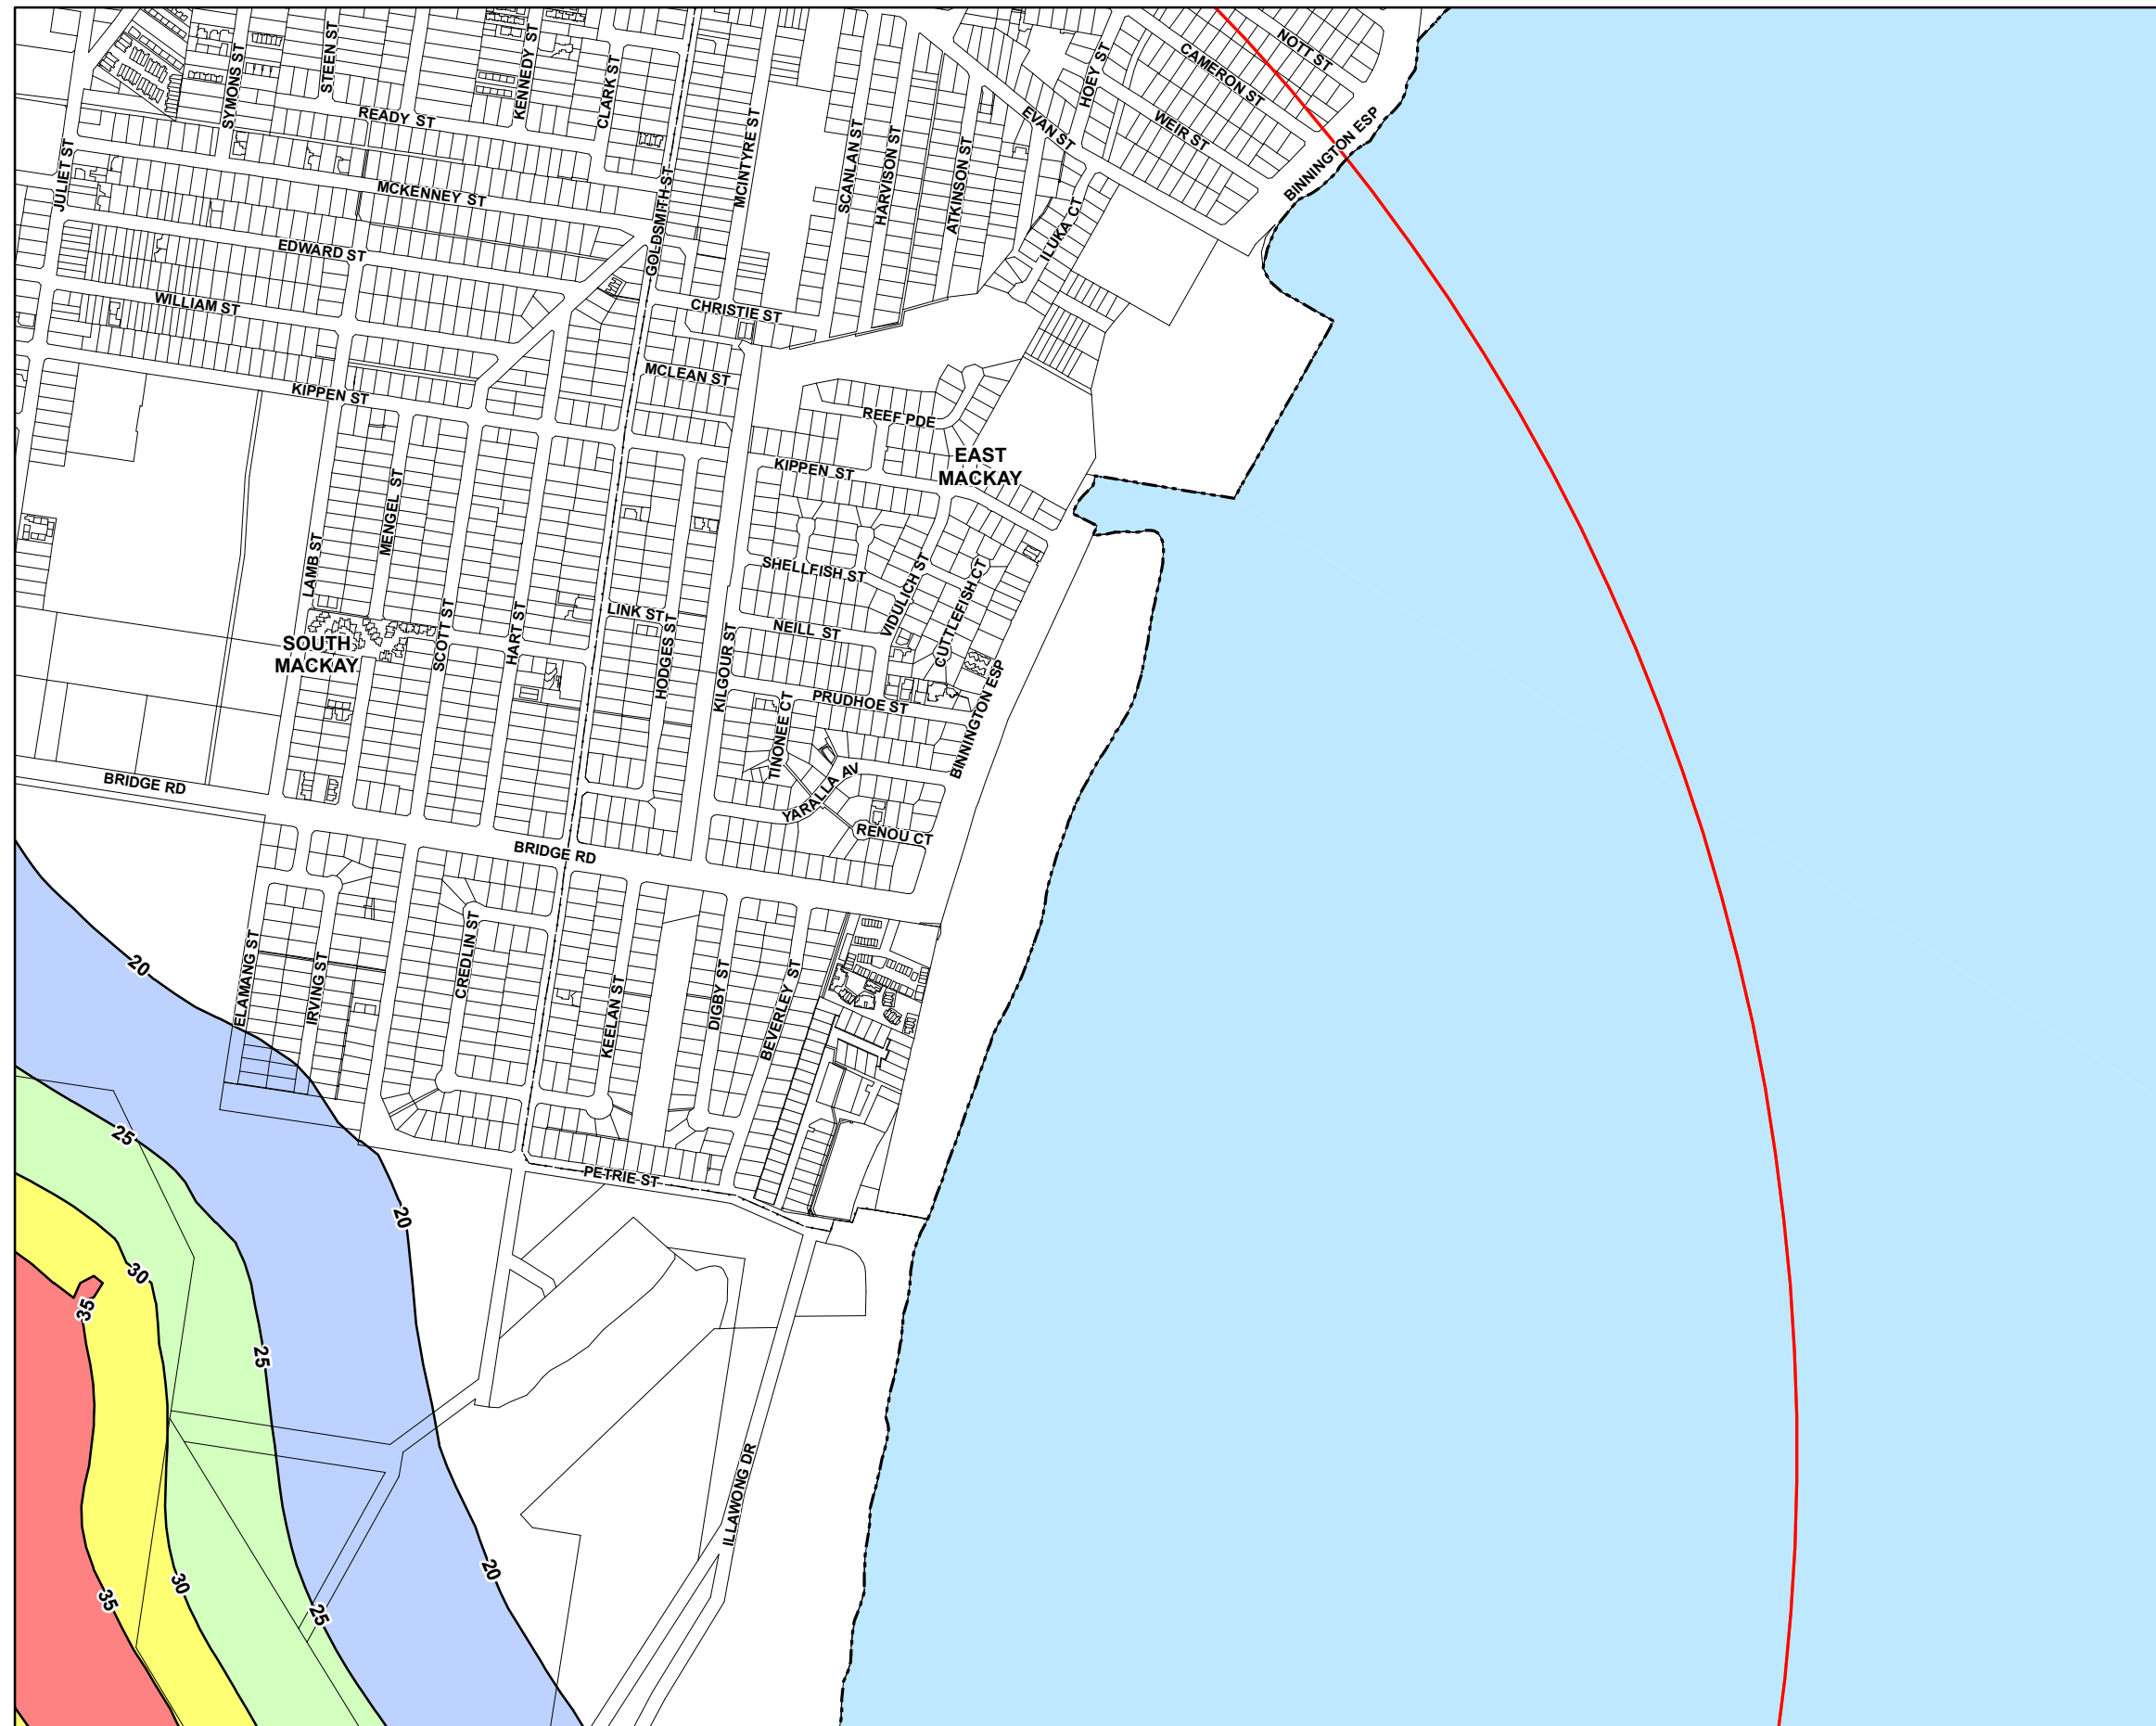 NOTT ST
CAMERON ST
STEEN ST
SYMONS ST
KENNEDY ST
CLARK ST
HOEY ST
READY ST
EVAN ST
WEIR ST
BINNINGTON ESP
JULIET ST
MCINTYRE ST
SCANLAN ST
HARVISON ST
ATKINSON ST
MCKENNEY ST
GOLDSMITH ST
ILUKA CT
EDWARD ST
WILLIAM ST
CHRISTIE ST
MCLEAN ST
KIPPEN ST
REEF PDE
EAST
MACKAY
KIPPEN ST
MENGEL ST
LAMB ST
SHELLFISH ST
VIDULICH ST
CUTTLEFISH CT
LINK ST
NEILL ST
SCOTT ST
HART ST
HODGES ST
KILGOUR ST
SOUTH
MACKAY
PRUDHOE ST
TINONEE CT
BINNINGTON ESP
BRIDGE RD
YARALLA AV
RENOU CT
BRIDGE RD
20
ELAMANG ST
IRVING ST
CREDLIN ST
KEELAN ST
DIGBY ST
BEVERLEY ST
25
PETRIE ST
20
30
35
25
ILLAWONG DR
20
30
35
25